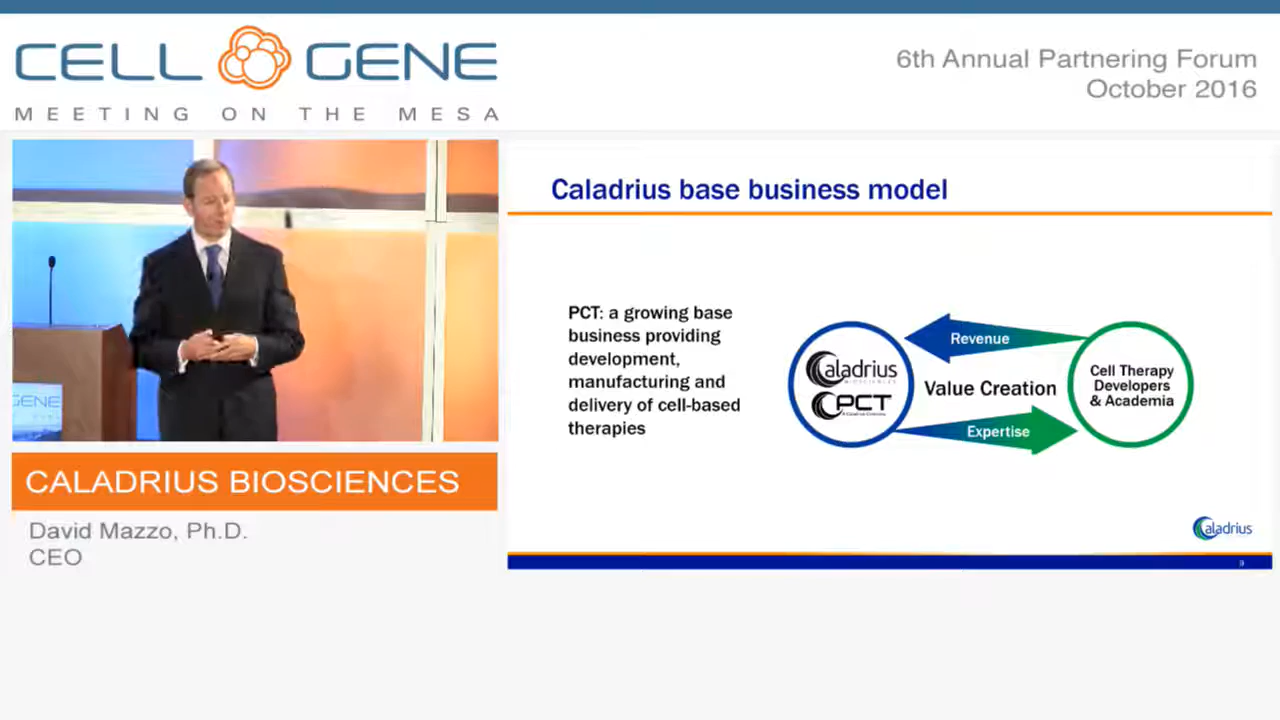 CELL GENE
MEETING ON THE MESA
6th Annual Partnering Forum
October 2016
GENE
CALADRIUS BIOSCIENCES
David Mazzo, Ph.D.
CEO
Caladrius base business model
PCT: a growing base
business providing
development,
manufacturing and
delivery of cell-based
therapies
Caladrius
BIOSCIENCES
PCT
Revenue
Value Creation
Expertise
Cell Therapy
Developers
& Academia
Caladrius
9